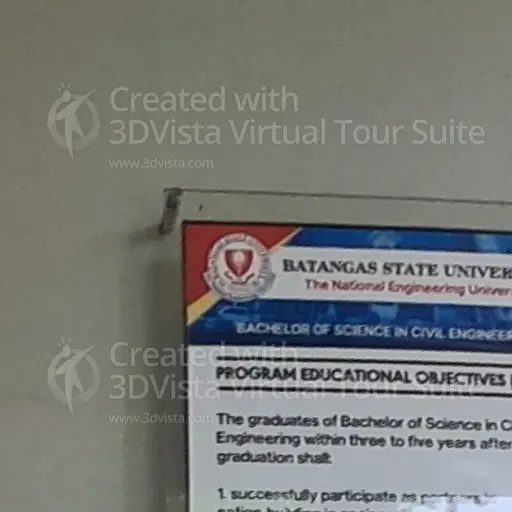 Created with
3DVista Virtual Tour Suite
www.3dvista.com
BATANGAS STATE UNIVER
The National Engineering Univer
BACHELOR OF SCIENCE IN CIVIL ENGINEER
Created with
3DVista Virtual Tour Suite
www.3dvista.com
PROGRAM EDUCATIONAL OBJECTIVES (
The graduates of Bachelor of Science in C
Engineering within three to five years after
graduation shall:
1. successfully participate as